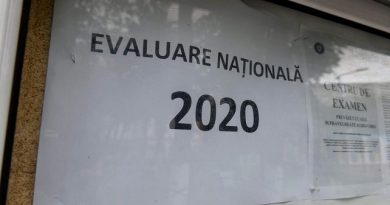 EVALUARE NAȚIONALĂ
2020
CENTRU DE
EXAMEN